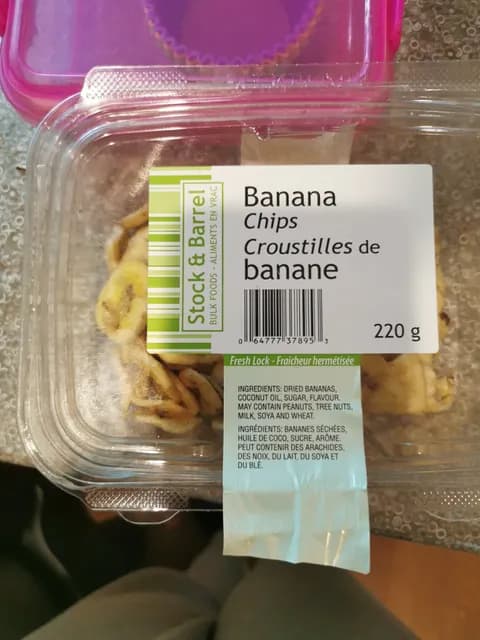 Stock & Barrel
BULK FOODS - ALIMENTS EN VRAC
Banana
Chips
Croustilles de
banane
0 64777 37895 3
220 g
Fresh Lock - Fraîcheur hermétisée
INGREDIENTS: DRIED BANANAS,
COCONUT OIL, SUGAR, FLAVOUR.
MAY CONTAIN PEANUTS, TREE NUTS,
MILK, SOYA AND WHEAT.
INGRÉDIENTS: BANANES SÉCHÉES,
HUILE DE COCO, SUCRE, ARÔME.
PEUT CONTENIR DES ARACHIDES,
DES NOIX, DU LAIT, DU SOYA ET
DU BLÉ.